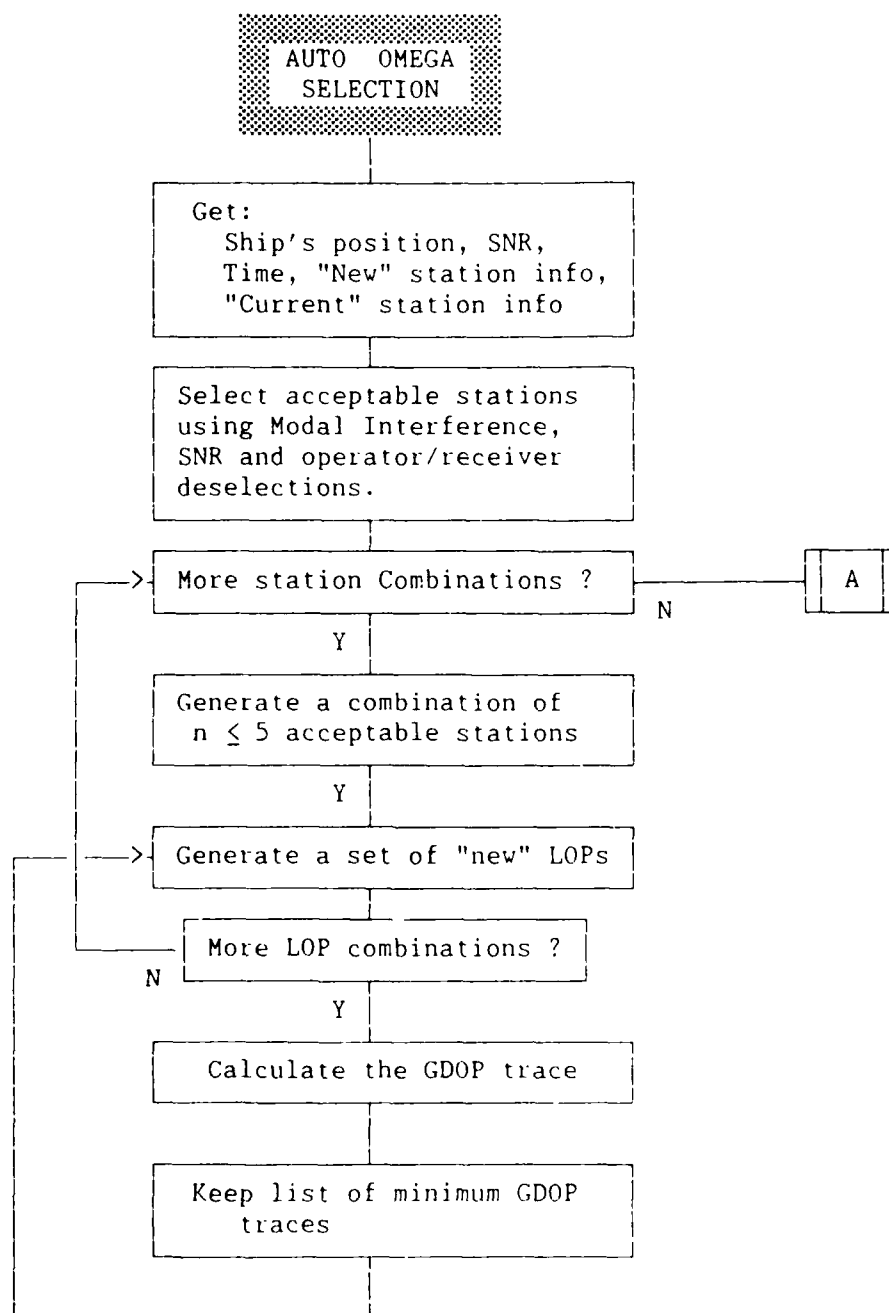 AUTO OMEGA
SELECTION
Get:
Ship's position, SNR,
Time, "New" station info,
"Current" station info
Select acceptable stations
using Modal Interference,
SNR and operator/receiver
deselections.
More station Combinations ?
A
N
Y
Generate a combination of
n ≤ 5 acceptable stations
Y
Generate a set of "new" LOPs
More LOP combinations ?
N
Y
Calculate the GDOP trace
Keep list of minimum GDOP
traces